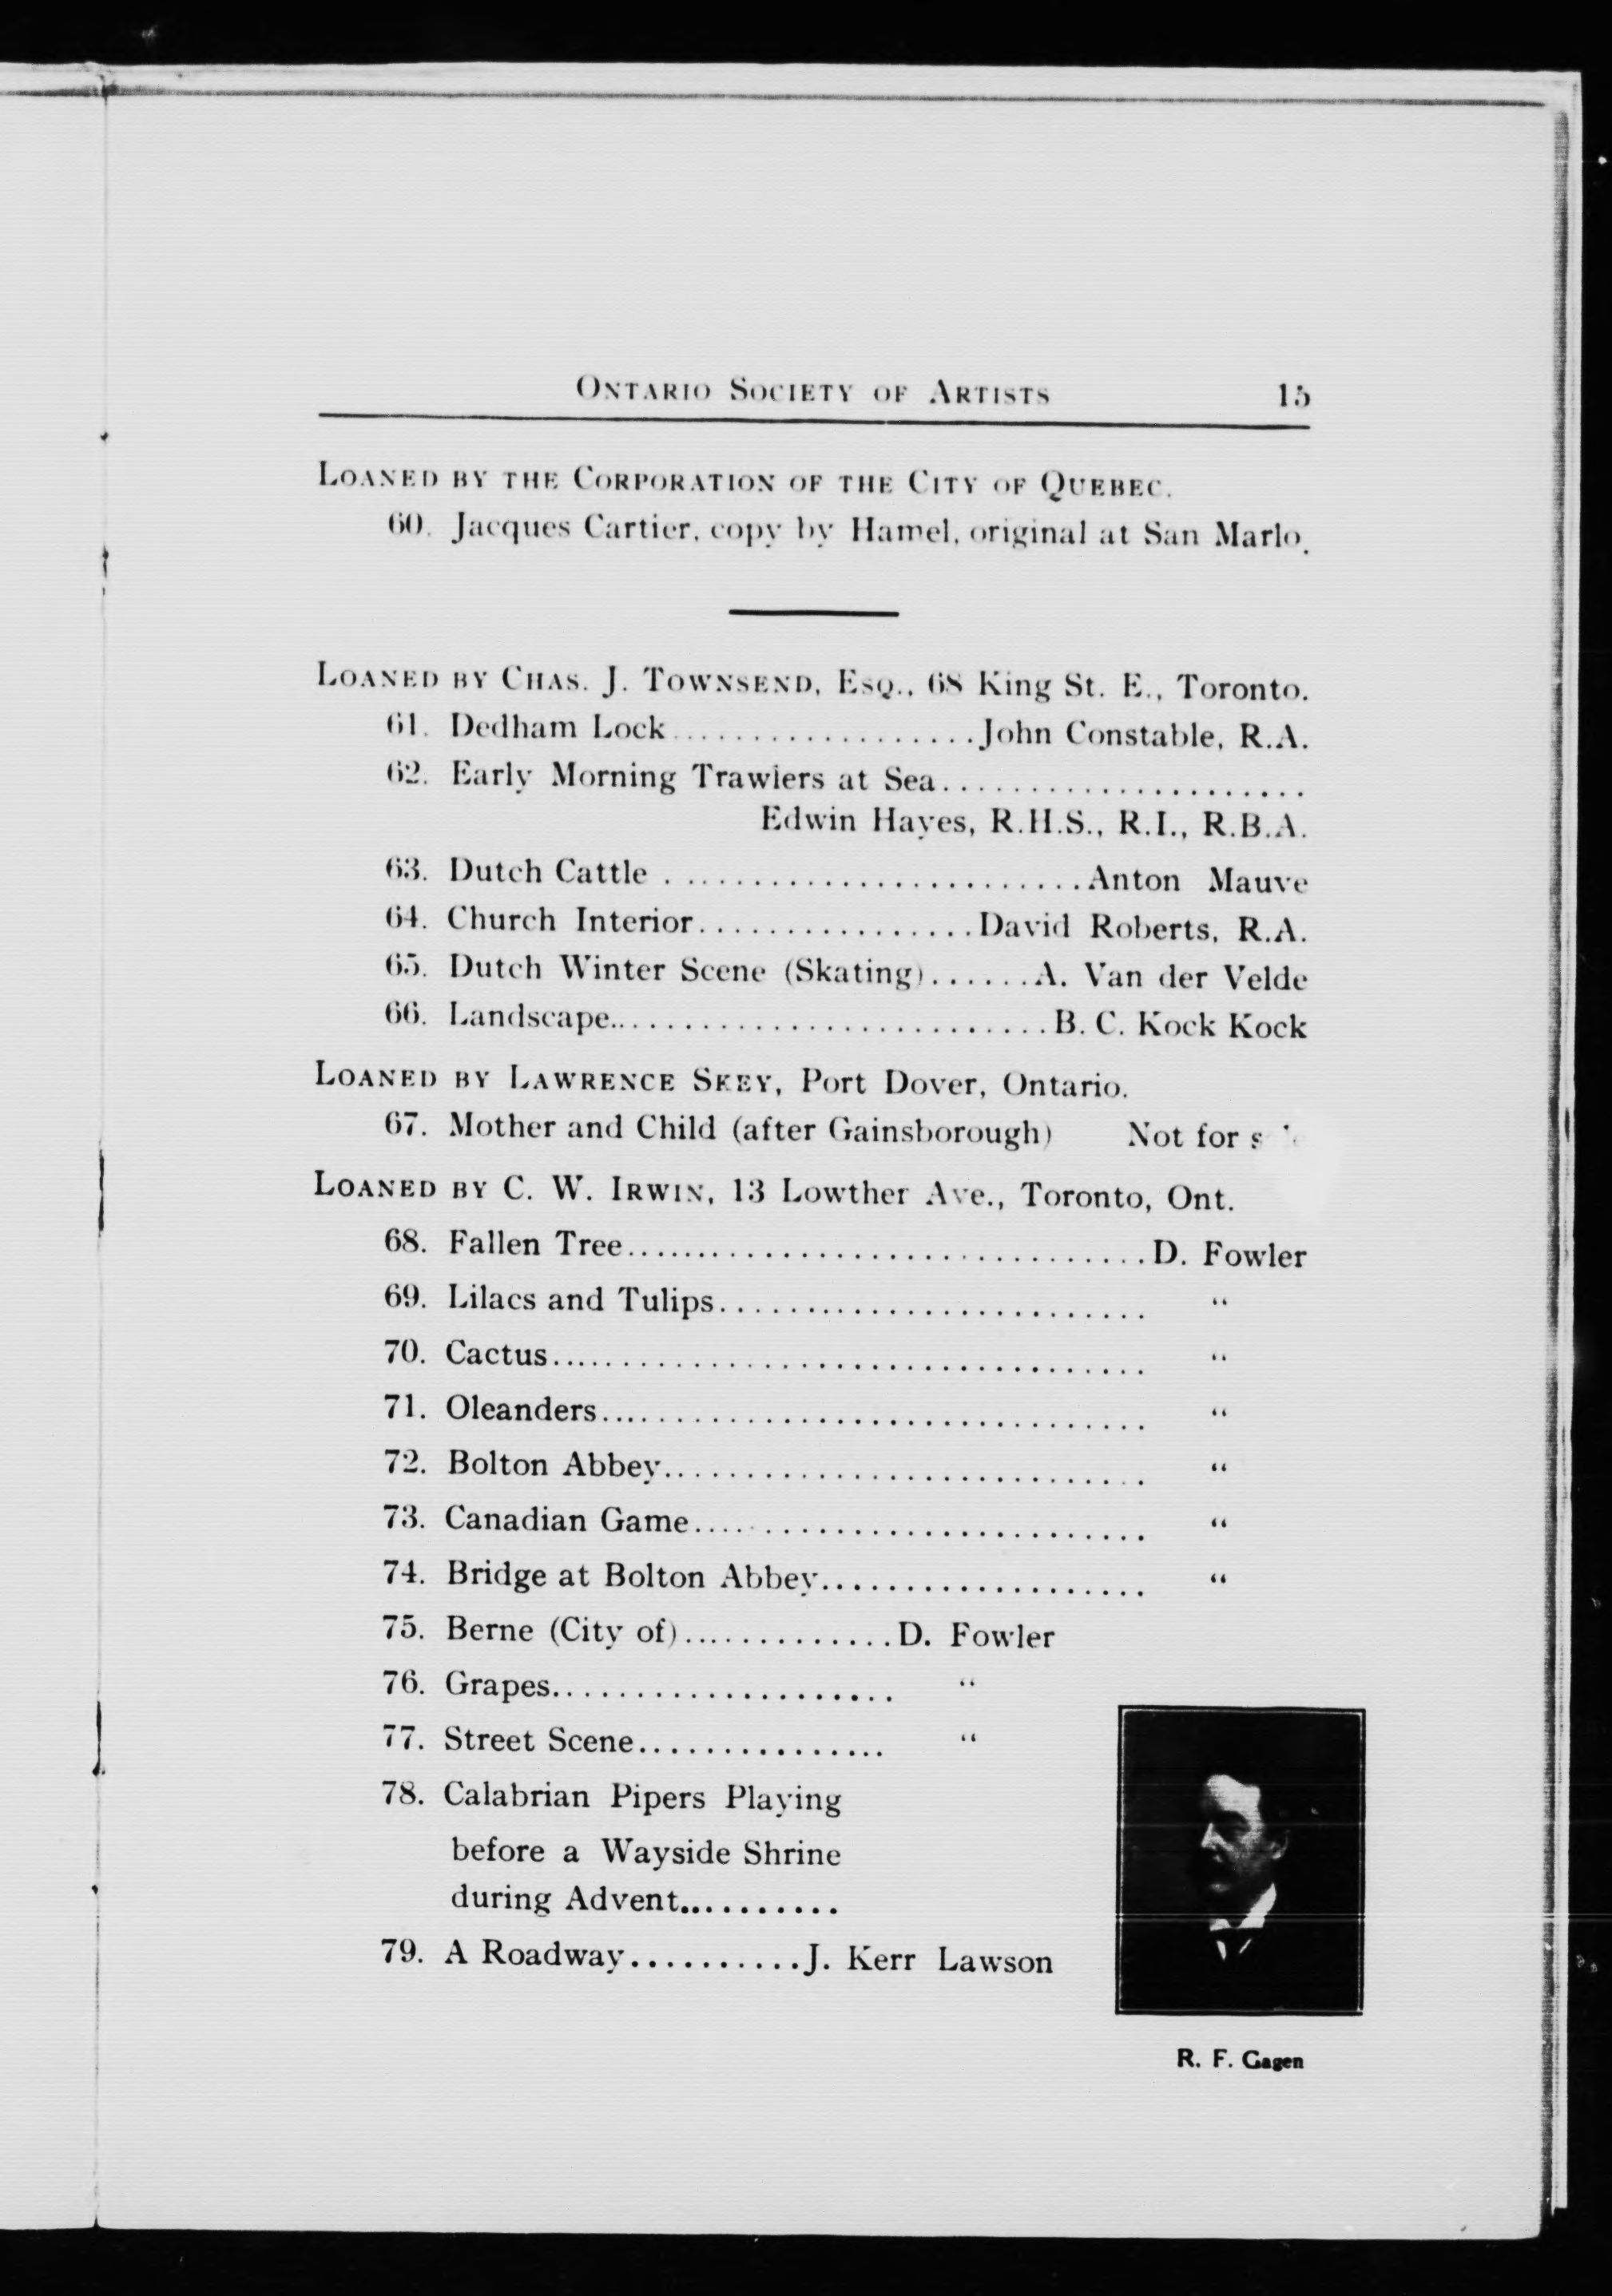 Ontario Society of Artists 15
Loaned by the Corporation of the City of Quebec.
60. Jacques Cartier, copy by Hamel, original at San Marlo.
Loaned by Chas. J. Townsend, Esq., 68 King St. E., Toronto.
61. Dedham Lock..................John Constable, R.A.
62. Early Morning Trawlers at Sea......................
Edwin Hayes, R.H.S., R.I., R.B.A.
63. Dutch Cattle .........................Anton Mauve
64. Church Interior................David Roberts, R.A.
65. Dutch Winter Scene (Skating)......A. Van der Velde
66. Landscape..........................B. C. Kock Kock
Loaned by Lawrence Skey, Port Dover, Ontario.
67. Mother and Child (after Gainsborough) Not for
Loaned by C. W. Irwin, 13 Lowther Ave., Toronto, Ont.
68. Fallen Tree...............................D. Fowler
69. Lilacs and Tulips.......................... "
70. Cactus.................................... "
71. Oleanders................................. "
72. Bolton Abbey............................. "
73. Canadian Game............................ "
74. Bridge at Bolton Abbey.................... "
75. Berne (City of).............D. Fowler
76. Grapes..................... "
77. Street Scene............... "
78. Calabrian Pipers Playing
before a Wayside Shrine
during Advent..........
79. A Roadway..........J. Kerr Lawson
R. F. Gagen